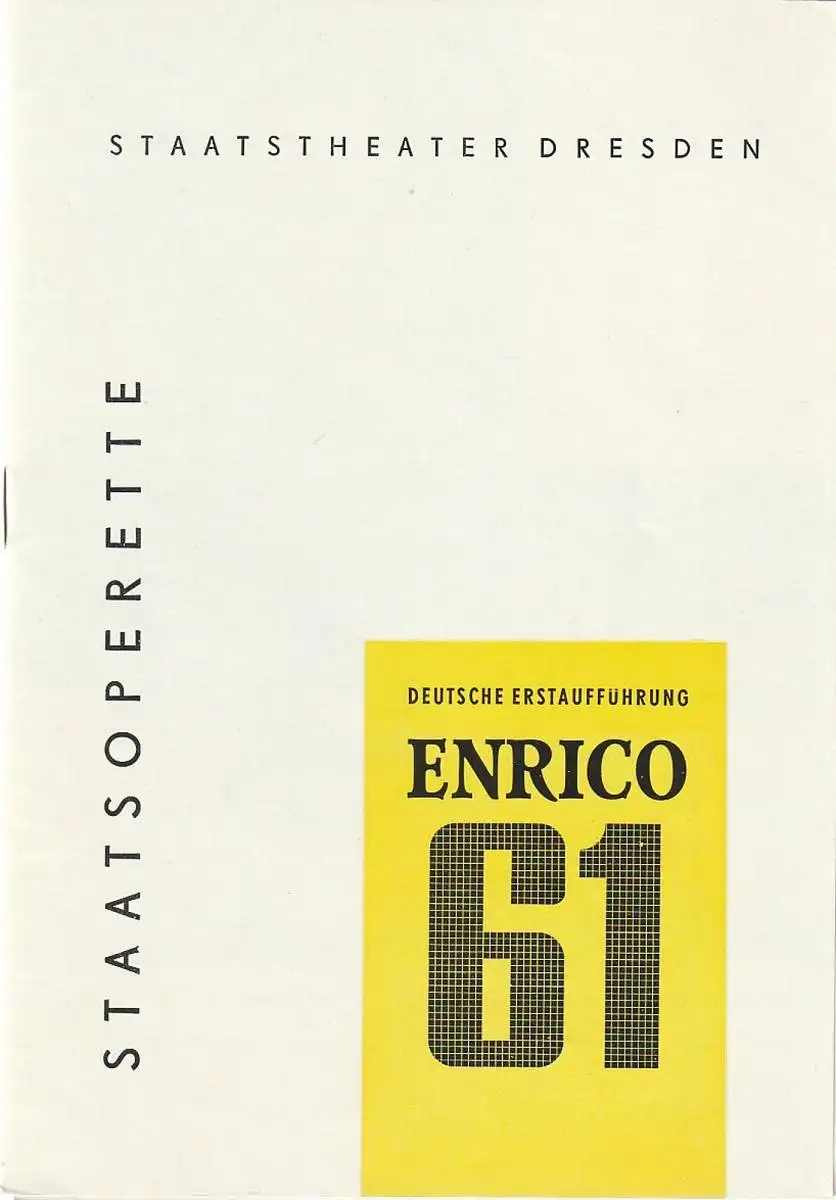 STAATSTHEATER DRESDEN
STAATSOPERETTE
DEUTSCHE ERSTAUFFÜHRUNG
ENRICO
61